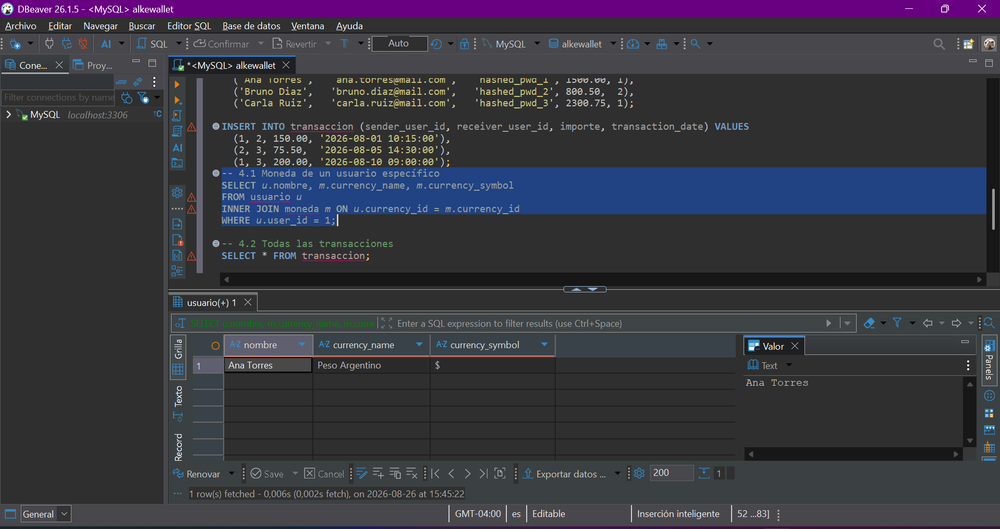 DBeaver 26.1.5 - <MySQL> alkewallet
Archivo Editar Navegar Buscar Editor SQL Base de datos Ventana Ayuda
AI SQL Confirmar Revertir T Auto MySQL alkewallet
Cone... Proy...
*<MySQL> alkewallet
Filter connections by name
MySQL localhost:3306
('Ana Torres', 'ana.torres@mail.com', 'hashed_pwd_1', 1500.00, 1),
('Bruno Diaz', 'bruno.diaz@mail.com', 'hashed_pwd_2', 800.50, 2),
('Carla Ruiz', 'carla.ruiz@mail.com', 'hashed_pwd_3', 2300.75, 1);
INSERT INTO transaccion (sender_user_id, receiver_user_id, importe, transaction_date) VALUES
(1, 2, 150.00, '2026-08-01 10:15:00'),
AI
(2, 3, 75.50, '2026-08-05 14:30:00'),
(1, 3, 200.00, '2026-08-10 09:00:00');
-- 4.1 Moneda de un usuario específico
SELECT u.nombre, m.currency_name, m.currency_symbol
FROM usuario u
INNER JOIN moneda m ON u.currency_id = m.currency_id
WHERE u.user_id = 1;
-- 4.2 Todas las transacciones
SELECT * FROM transaccion;
usuario(+) 1
SELECT u.nombre, m.currency_name, m.curre
Enter a SQL expression to filter results (use Ctrl+Space)
Grilla
Texto
Record
A-Z nombre A-Z currency_name A-Z currency_symbol
1 Ana Torres Peso Argentino $
Valor
Text
Ana Torres
Panels
Renovar Save Cancel Exportar datos ... 200 1
1 row(s) fetched - 0,006s (0,002s fetch), on 2026-08-26 at 15:45:22
General
GMT-04:00 es Editable Inserción inteligente 52 ...83]